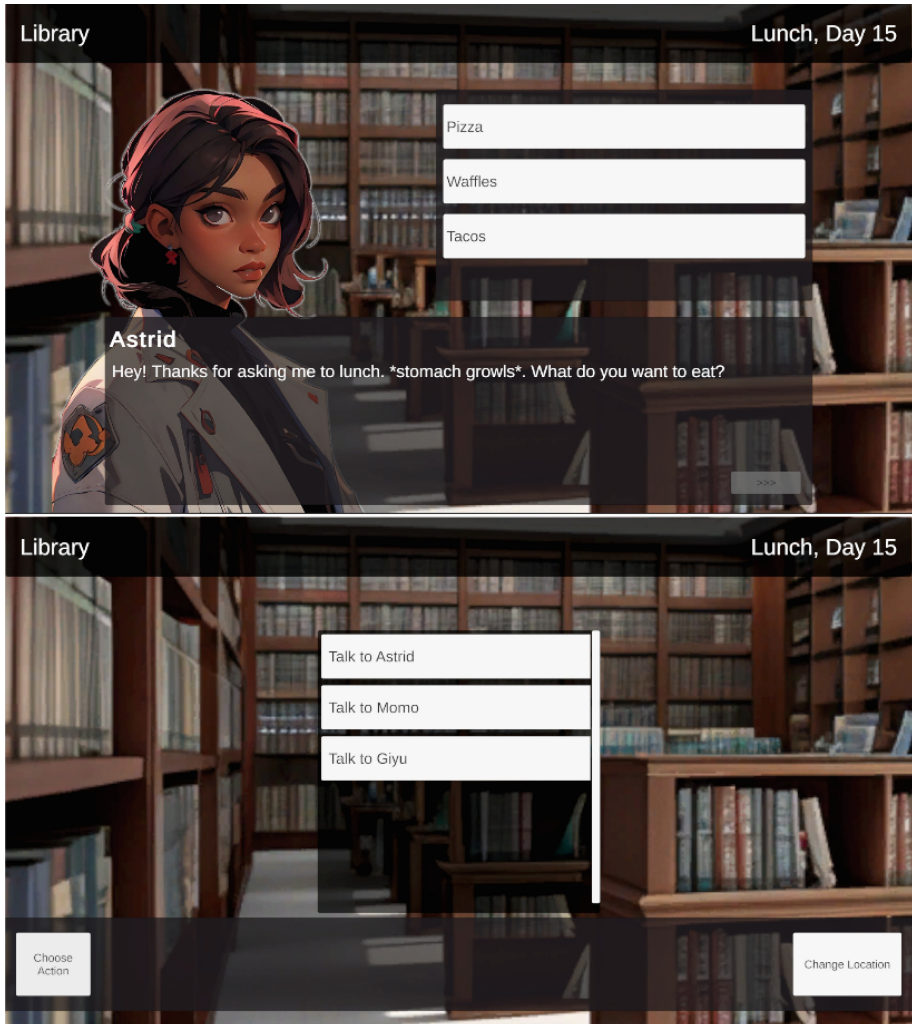 Library
Lunch, Day 15
Pizza
Waffles
Tacos
Astrid
Hey! Thanks for asking me to lunch. *stomach growls*. What do you want to eat?
>>>
Library
Lunch, Day 15
Talk to Astrid
Talk to Momo
Talk to Giyu
Choose
Action
Change Location